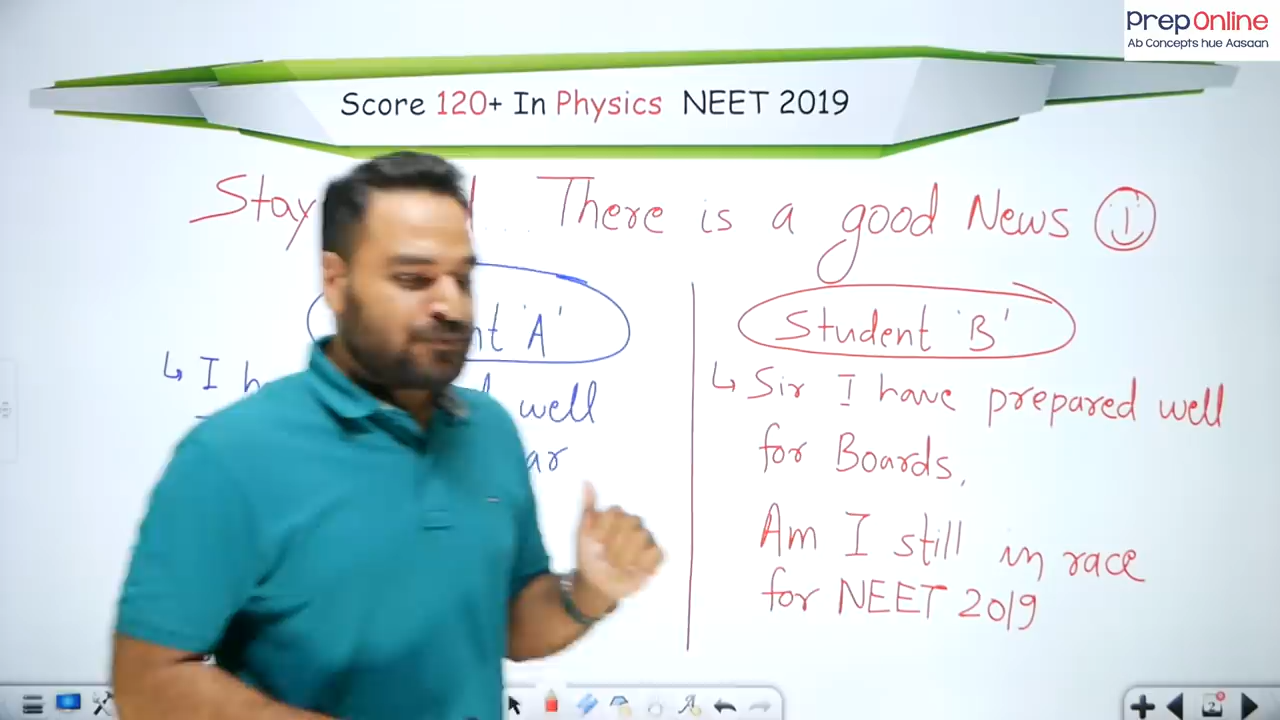 PrepOnline
Ab Concepts hue Aasaan
Score 120+ In Physics NEET 2019
Stay There is a good News
'A'
Student 'B'
↳ I well
↳ Sir I have prepared well
for Boards,
Am I still in race
for NEET 2019